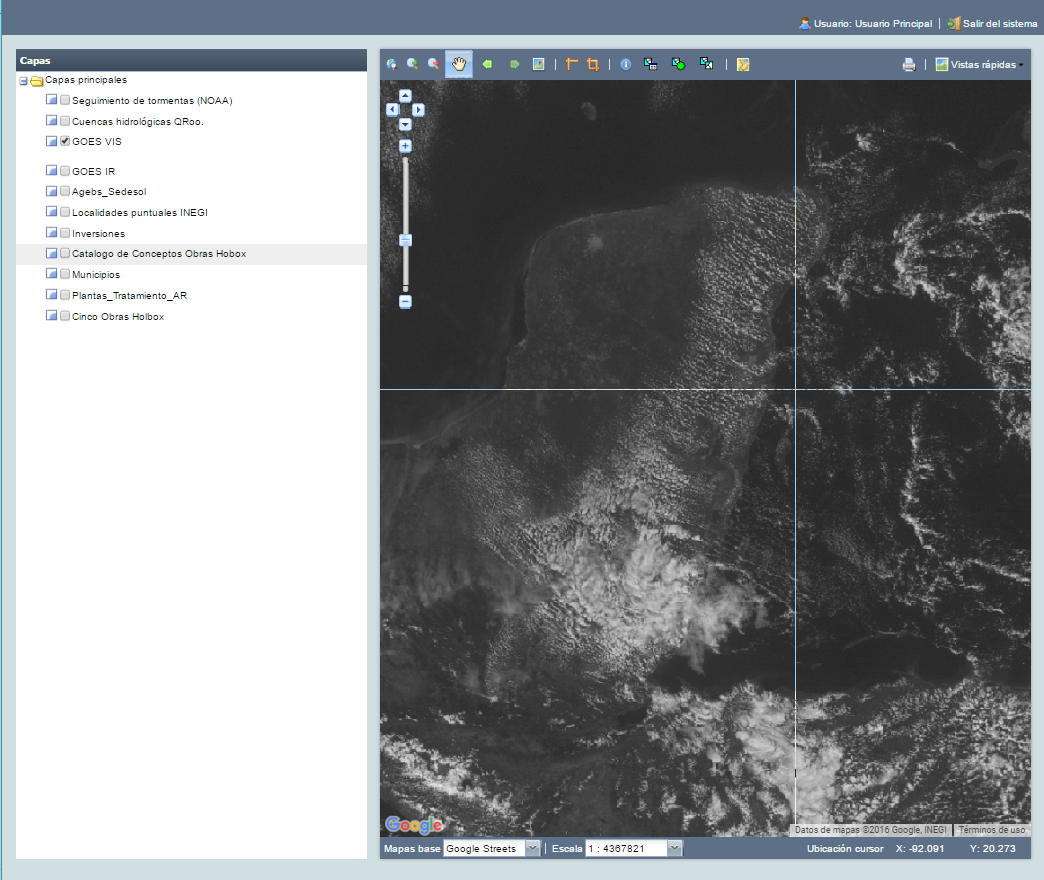 Usuario: Usuario Principal | Salir del sistema
Capas
Capas principales
Seguimiento de tormentas (NOAA)
Cuencas hidrológicas QRoo.
GOES VIS
GOES IR
Agebs_Sedesol
Localidades puntuales INEGI
Inversiones
Catalogo de Conceptos Obras Hobox
Municipios
Plantas_Tratamiento_AR
Cinco Obras Holbox
Vistas rápidas
Google
Datos de mapas ©2016 Google, INEGI
Términos de uso
Mapas base Google Streets | Escala 1 : 4367821
Ubicación cursor X: -92.091 Y: 20.273